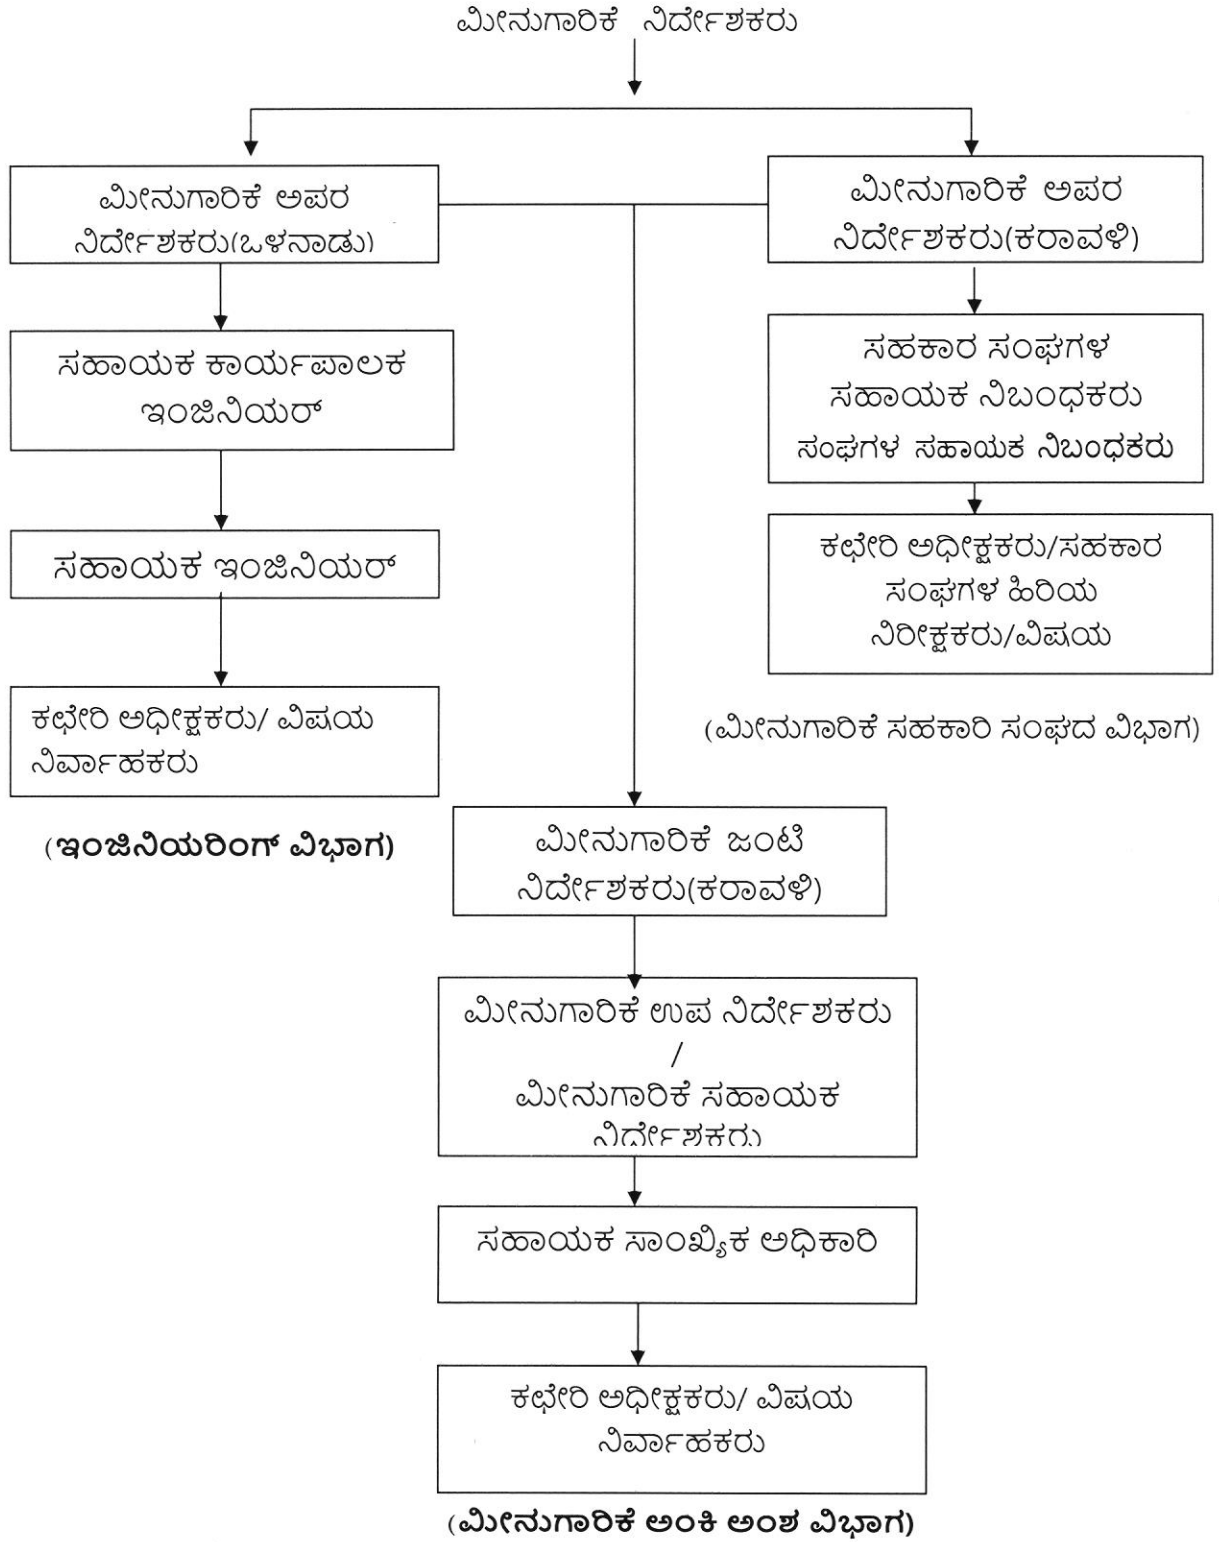 ಮೀನುಗಾರಿಕೆ ನಿರ್ದೇಶಕರು
ಮೀನುಗಾರಿಕೆ ಅಪರ
ನಿರ್ದೇಶಕರು(ಒಳನಾಡು)
ಸಹಾಯಕ ಕಾರ್ಯಪಾಲಕ
ಇಂಜಿನಿಯರ್
ಸಹಾಯಕ ಇಂಜಿನಿಯರ್
ಕಛೇರಿ ಅಧೀಕ್ಷಕರು/ ವಿಷಯ
ನಿರ್ವಾಹಕರು
(ಇಂಜಿನಿಯರಿಂಗ್ ವಿಭಾಗ)
ಮೀನುಗಾರಿಕೆ ಅಪರ
ನಿರ್ದೇಶಕರು(ಕರಾವಳಿ)
ಸಹಕಾರ ಸಂಘಗಳ
ಸಹಾಯಕ ನಿಬಂಧಕರು
ಸಂಘಗಳ ಸಹಾಯಕ ನಿಬಂಧಕರು
ಕಛೇರಿ ಅಧೀಕ್ಷಕರು/ಸಹಕಾರ
ಸಂಘಗಳ ಹಿರಿಯ
ನಿರೀಕ್ಷಕರು/ವಿಷಯ
(ಮೀನುಗಾರಿಕೆ ಸಹಕಾರಿ ಸಂಘದ ವಿಭಾಗ)
ಮೀನುಗಾರಿಕೆ ಜಂಟಿ
ನಿರ್ದೇಶಕರು(ಕರಾವಳಿ)
ಮೀನುಗಾರಿಕೆ ಉಪ ನಿರ್ದೇಶಕರು
/
ಮೀನುಗಾರಿಕೆ ಸಹಾಯಕ
ನಿರ್ದೇಶಕರು
ಸಹಾಯಕ ಸಾಂಖ್ಯಿಕ ಅಧಿಕಾರಿ
ಕಛೇರಿ ಅಧೀಕ್ಷಕರು/ ವಿಷಯ
ನಿರ್ವಾಹಕರು
(ಮೀನುಗಾರಿಕೆ ಅಂಕಿ ಅಂಶ ವಿಭಾಗ)